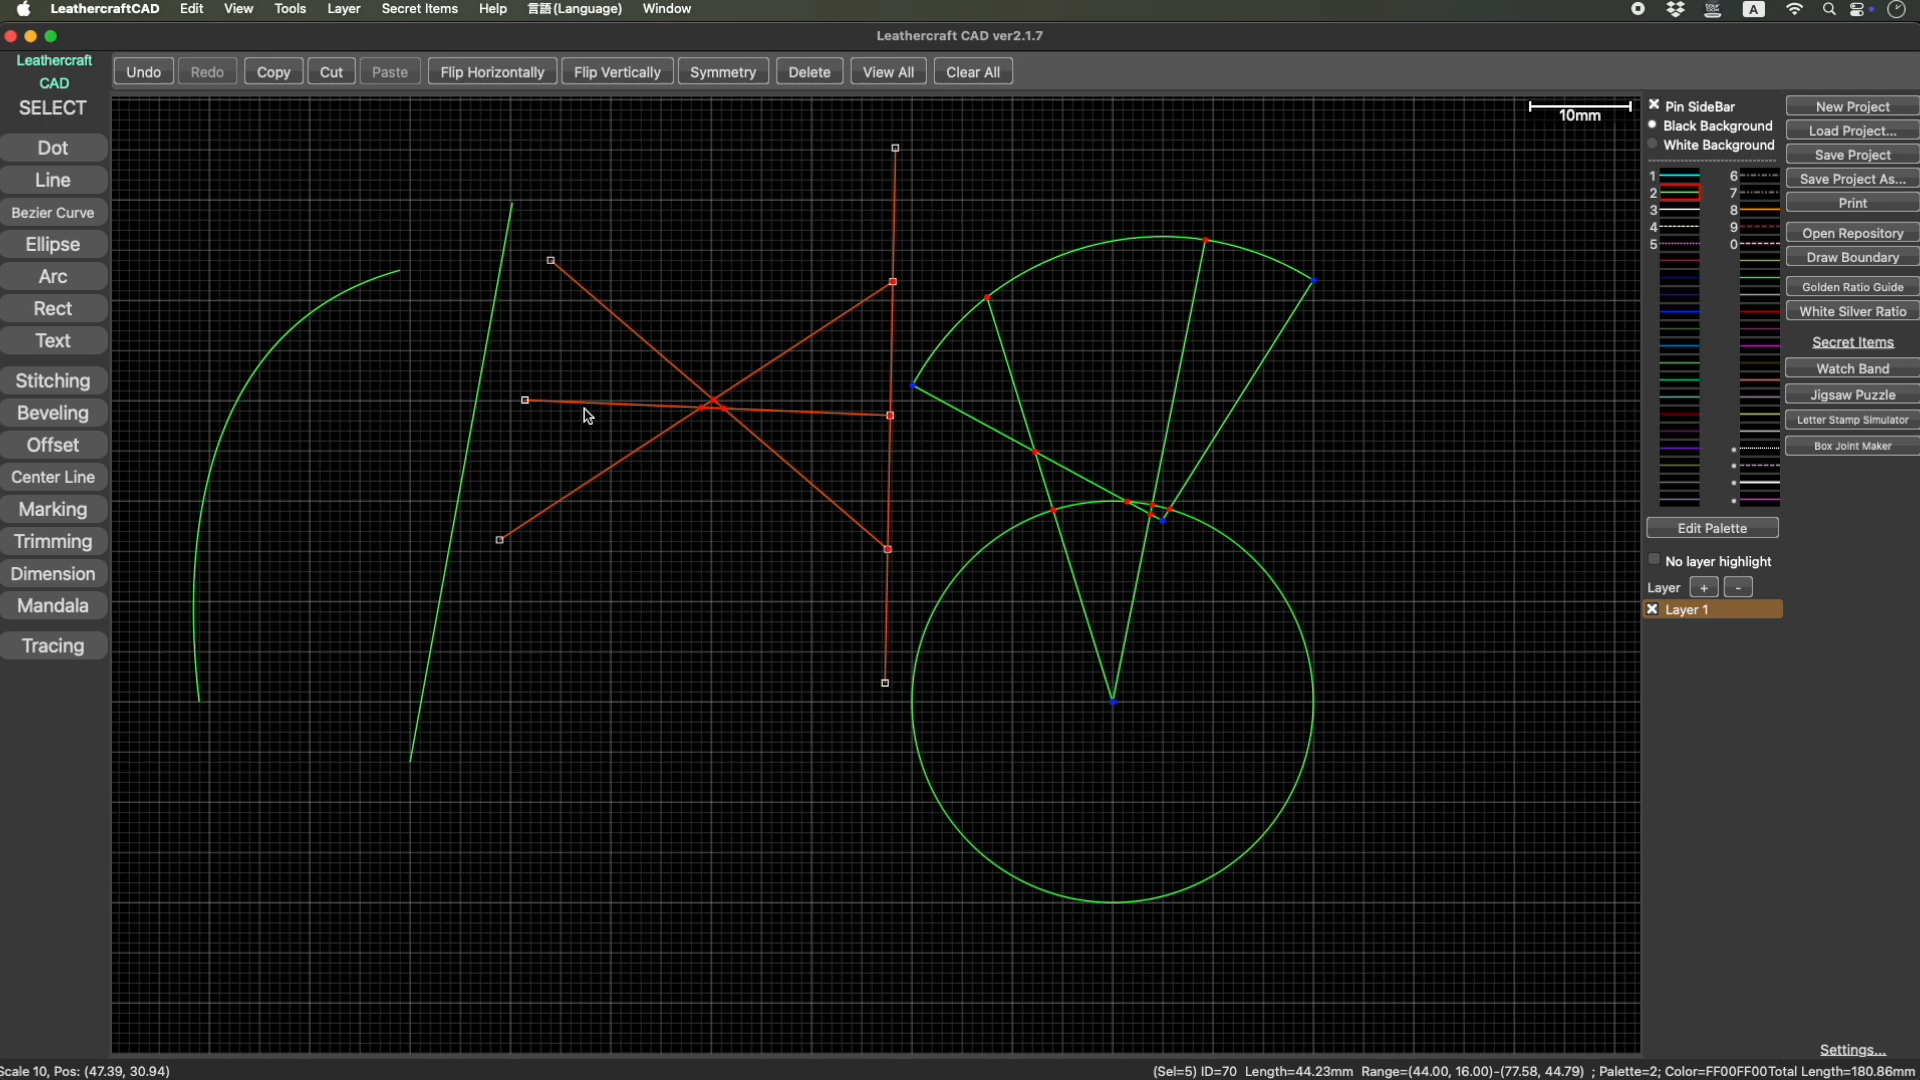 LeathercraftCAD Edit View Tools Layer Secret Items Help 言語(Language) Window
A
Leathercraft CAD ver2.1.7
Leathercraft
CAD
SELECT
Undo Redo Copy Cut Paste Flip Horizontally Flip Vertically Symmetry Delete View All Clear All
Dot
Line
Bezier Curve
Ellipse
Arc
Rect
Text
Stitching
Beveling
Offset
Center Line
Marking
Trimming
Dimension
Mandala
Tracing
10mm
Pin SideBar
Black Background
White Background
1 6
2 7
3 8
4 9
5 0
*
*
*
*
Edit Palette
No layer highlight
Layer + -
Layer 1
New Project
Load Project...
Save Project
Save Project As...
Print
Open Repository
Draw Boundary
Golden Ratio Guide
White Silver Ratio
Secret Items
Watch Band
Jigsaw Puzzle
Letter Stamp Simulator
Box Joint Maker
Settings...
Scale 10, Pos: (47.39, 30.94)
(Sel=5) ID=70 Length=44.23mm Range=(44.00, 16.00)-(77.58, 44.79) ; Palette=2; Color=FF00FF00Total Length=180.86mm